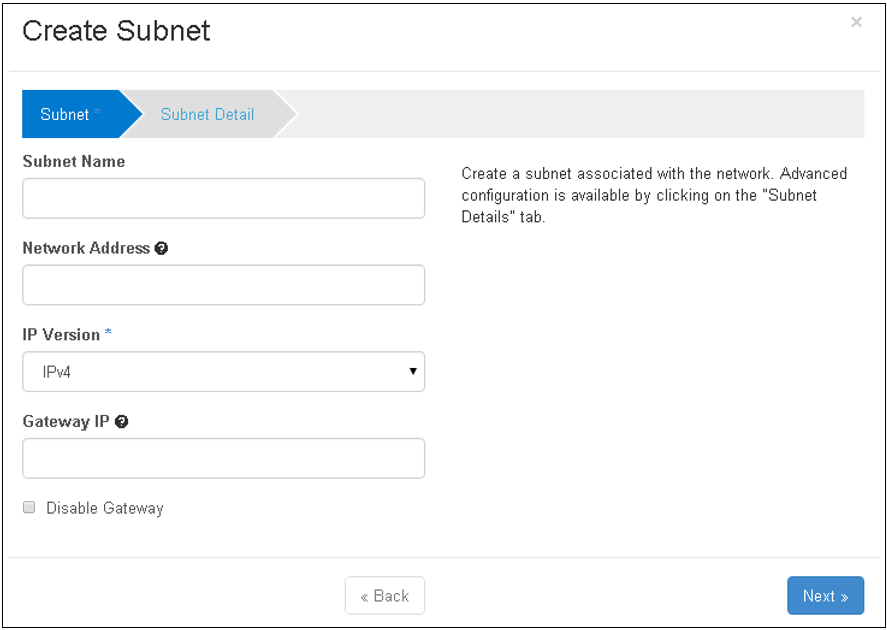 Create Subnet
×
Subnet *
Subnet Detail
Subnet Name
Create a subnet associated with the network. Advanced
configuration is available by clicking on the "Subnet
Details" tab.
Network Address ?
IP Version *
IPv4
Gateway IP ?
Disable Gateway
« Back
Next »